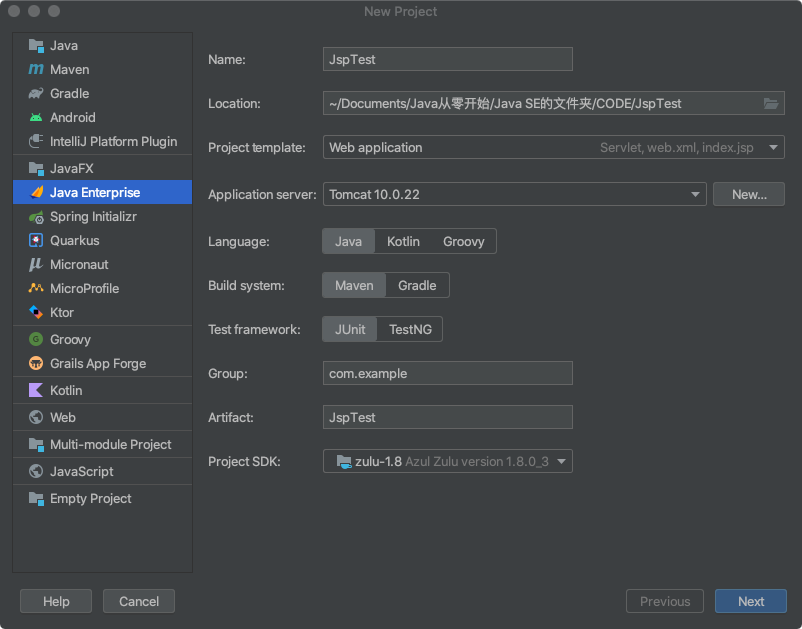 New Project
Java
Maven
Gradle
Android
IntelliJ Platform Plugin
JavaFX
Java Enterprise
Spring Initializr
Quarkus
Micronaut
MicroProfile
Ktor
Groovy
Grails App Forge
Kotlin
Web
Multi-module Project
JavaScript
Empty Project
Name: JspTest
Location: ~/Documents/Java从零开始/Java SE的文件夹/CODE/JspTest
Project template: Web application Servlet, web.xml, index.jsp
Application server: Tomcat 10.0.22 New...
Language: Java Kotlin Groovy
Build system: Maven Gradle
Test framework: JUnit TestNG
Group: com.example
Artifact: JspTest
Project SDK: zulu-1.8 Azul Zulu version 1.8.0_3
Help Cancel Previous Next